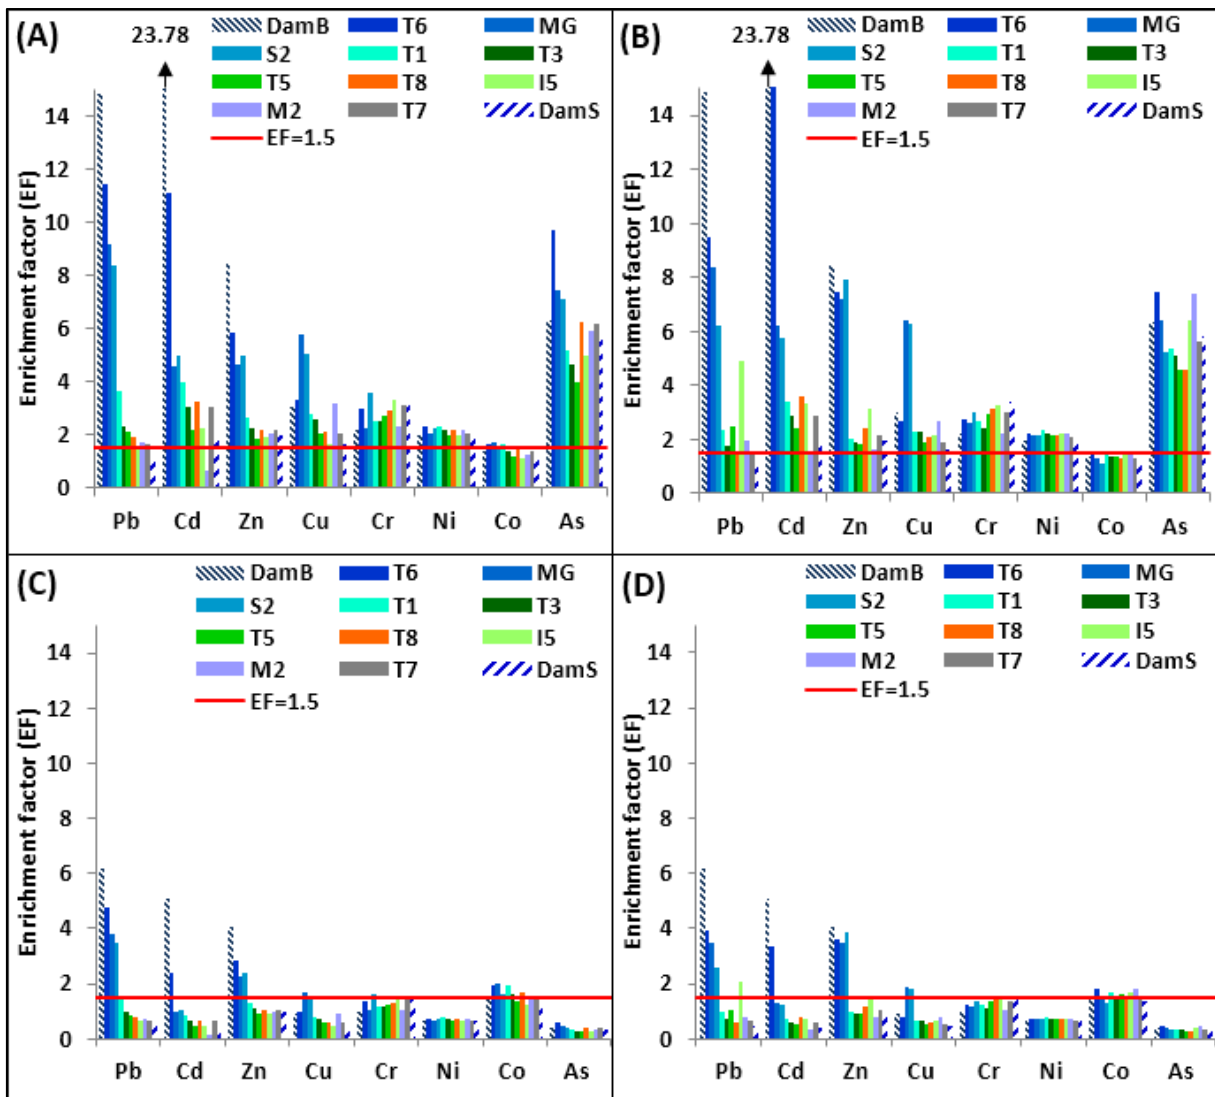 (A)
23.78
DamB T6 MG
S2 T1 T3
T5 T8 I5
M2 T7 DamS
EF=1.5
Enrichment factor (EF)
14
12
10
8
6
4
2
0
Pb Cd Zn Cu Cr Ni Co As
(B)
23.78
DamB T6 MG
S2 T1 T3
T5 T8 I5
M2 T7 DamS
EF=1.5
Enrichment factor (EF)
14
12
10
8
6
4
2
0
Pb Cd Zn Cu Cr Ni Co As
(C)
DamB T6 MG
S2 T1 T3
T5 T8 I5
M2 T7 DamS
EF=1.5
Enrichment factor (EF)
14
12
10
8
6
4
2
0
Pb Cd Zn Cu Cr Ni Co As
(D)
DamB T6 MG
S2 T1 T3
T5 T8 I5
M2 T7 DamS
EF=1.5
Enrichment factor (EF)
14
12
10
8
6
4
2
0
Pb Cd Zn Cu Cr Ni Co As